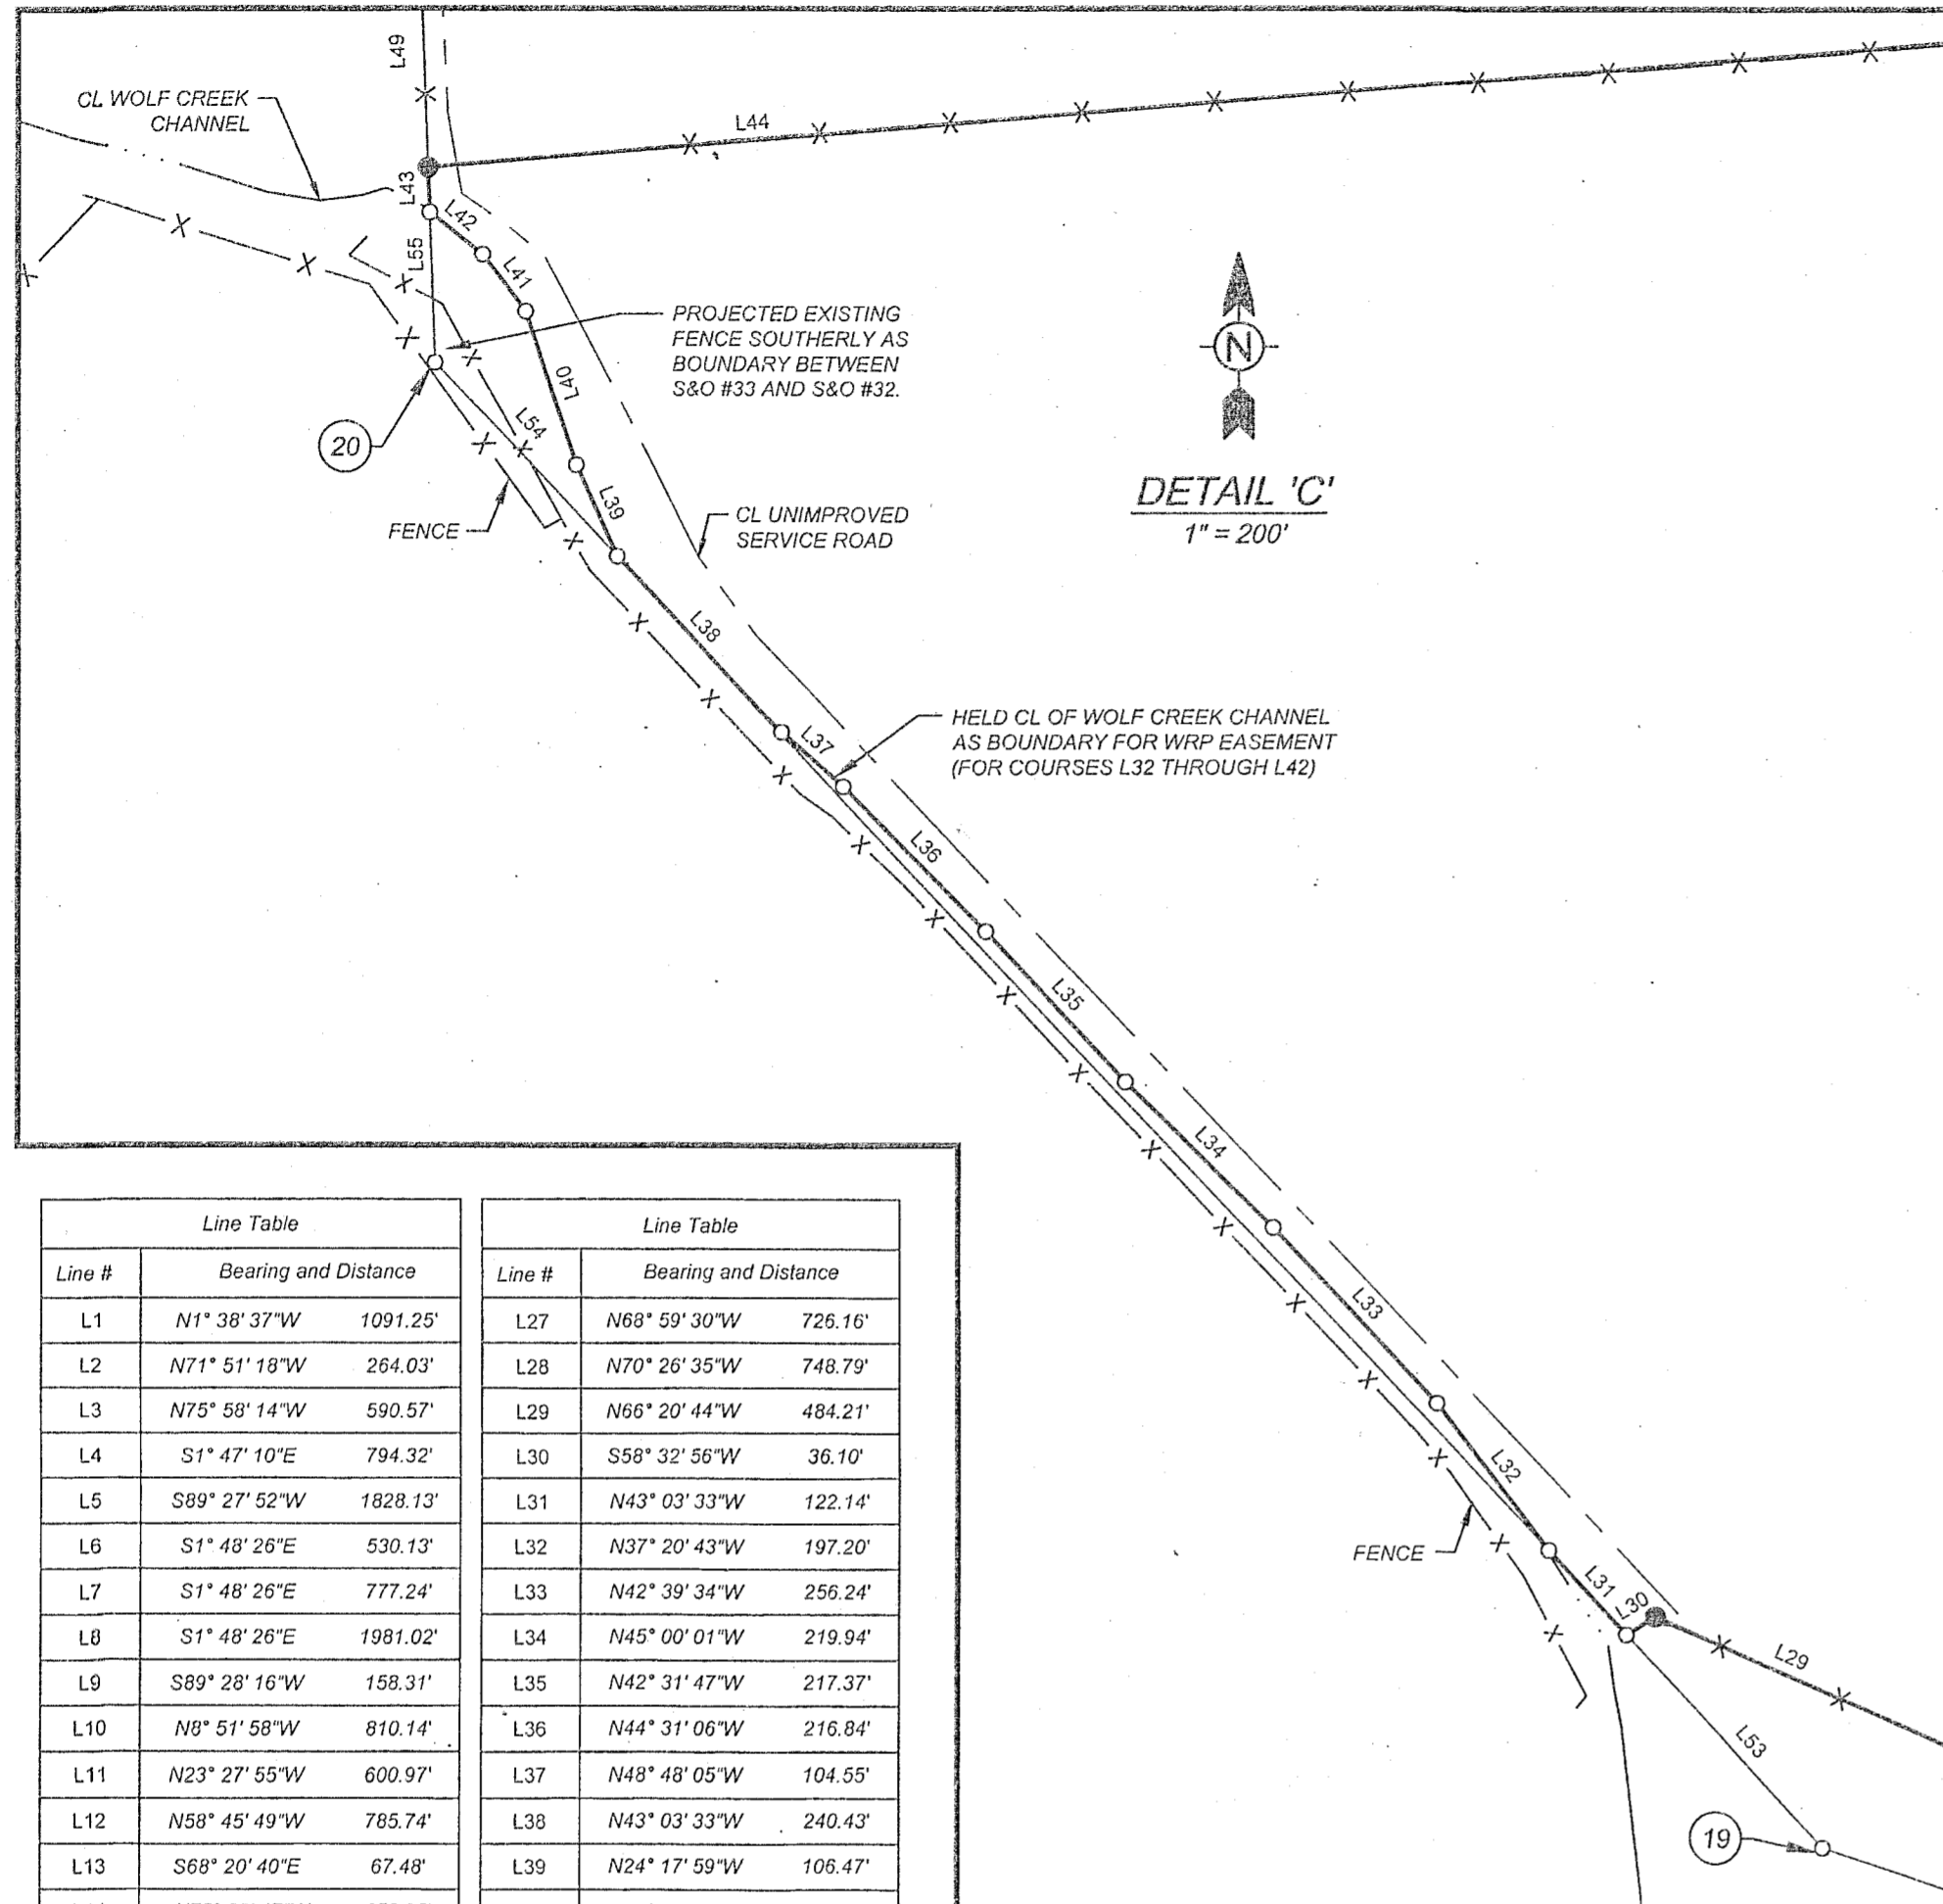 L49
CL WOLF CREEK
CHANNEL
L44
L43
L42
L55
L41
PROJECTED EXISTING
FENCE SOUTHERLY AS
BOUNDARY BETWEEN
S&O #33 AND S&O #32.
N
L40
20
L54
DETAIL 'C'
1" = 200'
L39
FENCE
CL UNIMPROVED
SERVICE ROAD
L38
HELD CL OF WOLF CREEK CHANNEL
AS BOUNDARY FOR WRP EASEMENT
(FOR COURSES L32 THROUGH L42)
L37
L36
L35
L34
L33
L32
FENCE
L31
L30
L29
L53
19
Line Table
Line # Bearing and Distance
L1 N1° 38' 37"W 1091.25'
L2 N71° 51' 18"W 264.03'
L3 N75° 58' 14"W 590.57'
L4 S1° 47' 10"E 794.32'
L5 S89° 27' 52"W 1828.13'
L6 S1° 48' 26"E 530.13'
L7 S1° 48' 26"E 777.24'
L8 S1° 48' 26"E 1981.02'
L9 S89° 28' 16"W 158.31'
L10 N8° 51' 58"W 810.14'
L11 N23° 27' 55"W 600.97'
L12 N58° 45' 49"W 785.74'
L13 S68° 20' 40"E 67.48'
Line Table
Line # Bearing and Distance
L27 N68° 59' 30"W 726.16'
L28 N70° 26' 35"W 748.79'
L29 N66° 20' 44"W 484.21'
L30 S58° 32' 56"W 36.10'
L31 N43° 03' 33"W 122.14'
L32 N37° 20' 43"W 197.20'
L33 N42° 39' 34"W 256.24'
L34 N45° 00' 01"W 219.94'
L35 N42° 31' 47"W 217.37'
L36 N44° 31' 06"W 216.84'
L37 N48° 48' 05"W 104.55'
L38 N43° 03' 33"W 240.43'
L39 N24° 17' 59"W 106.47'